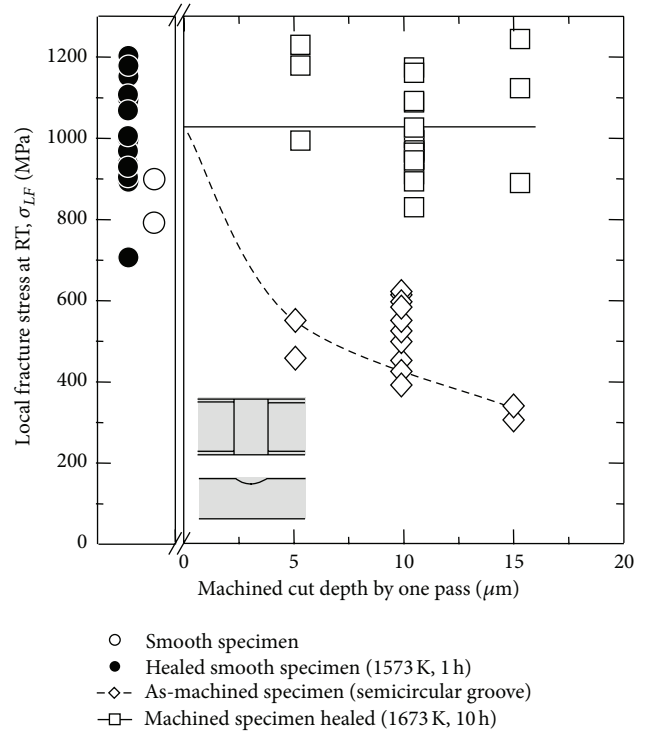 Local fracture stress at RT, σLF (MPa)
1200
1000
800
600
400
200
0
0 5 10 15 20
Machined cut depth by one pass (μm)
Smooth specimen
Healed smooth specimen (1573 K, 1 h)
As-machined specimen (semicircular groove)
Machined specimen healed (1673 K, 10 h)